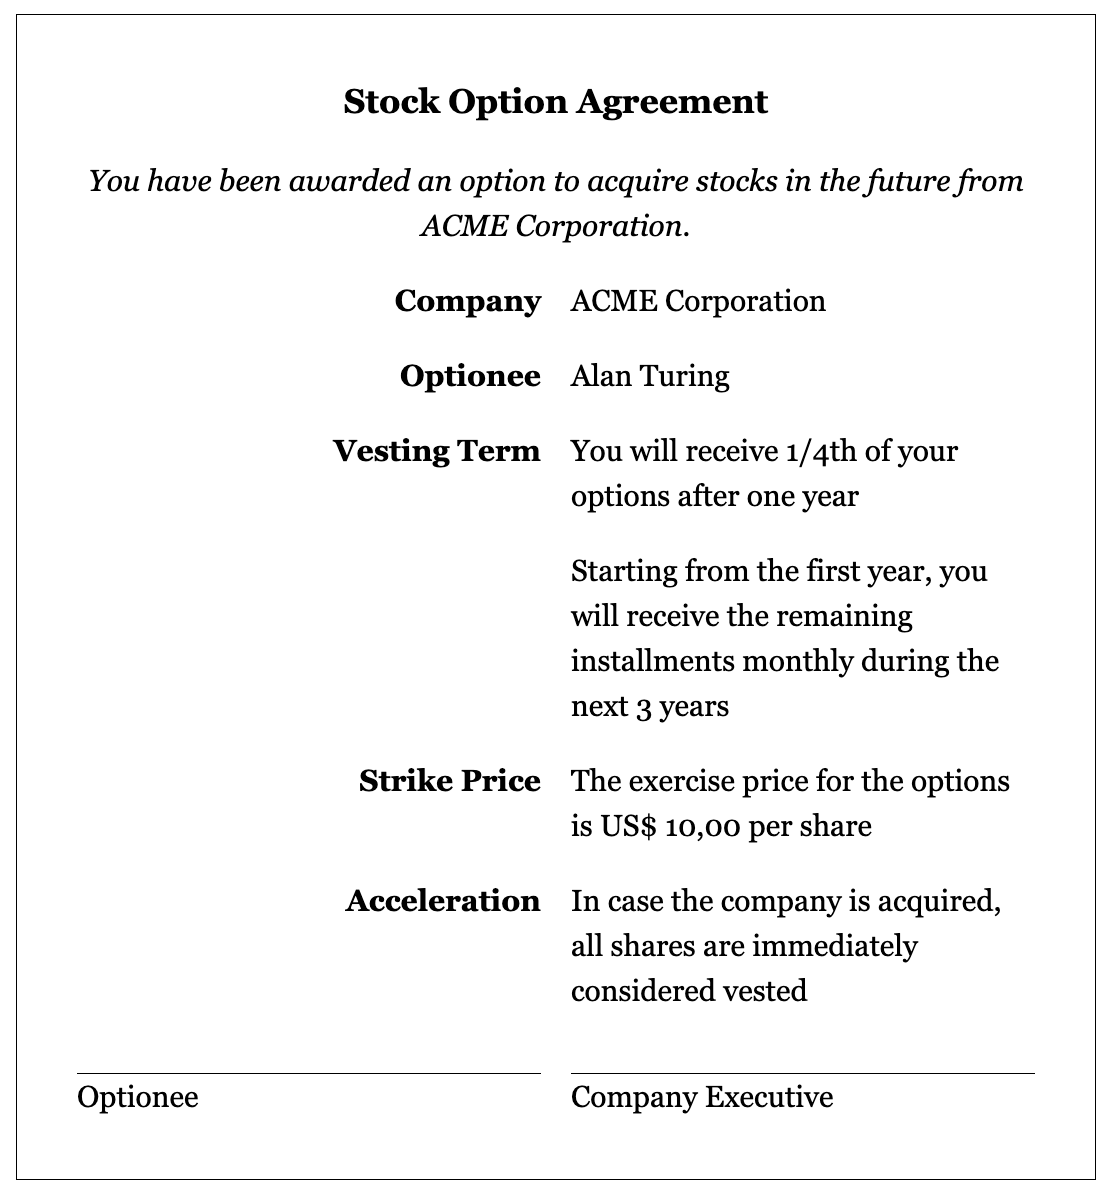 Stock Option Agreement
You have been awarded an option to acquire stocks in the future from
ACME Corporation.
Company ACME Corporation
Optionee Alan Turing
Vesting Term You will receive 1/4th of your
options after one year
Starting from the first year, you
will receive the remaining
installments monthly during the
next 3 years
Strike Price The exercise price for the options
is US$ 10,00 per share
Acceleration In case the company is acquired,
all shares are immediately
considered vested
Optionee Company Executive